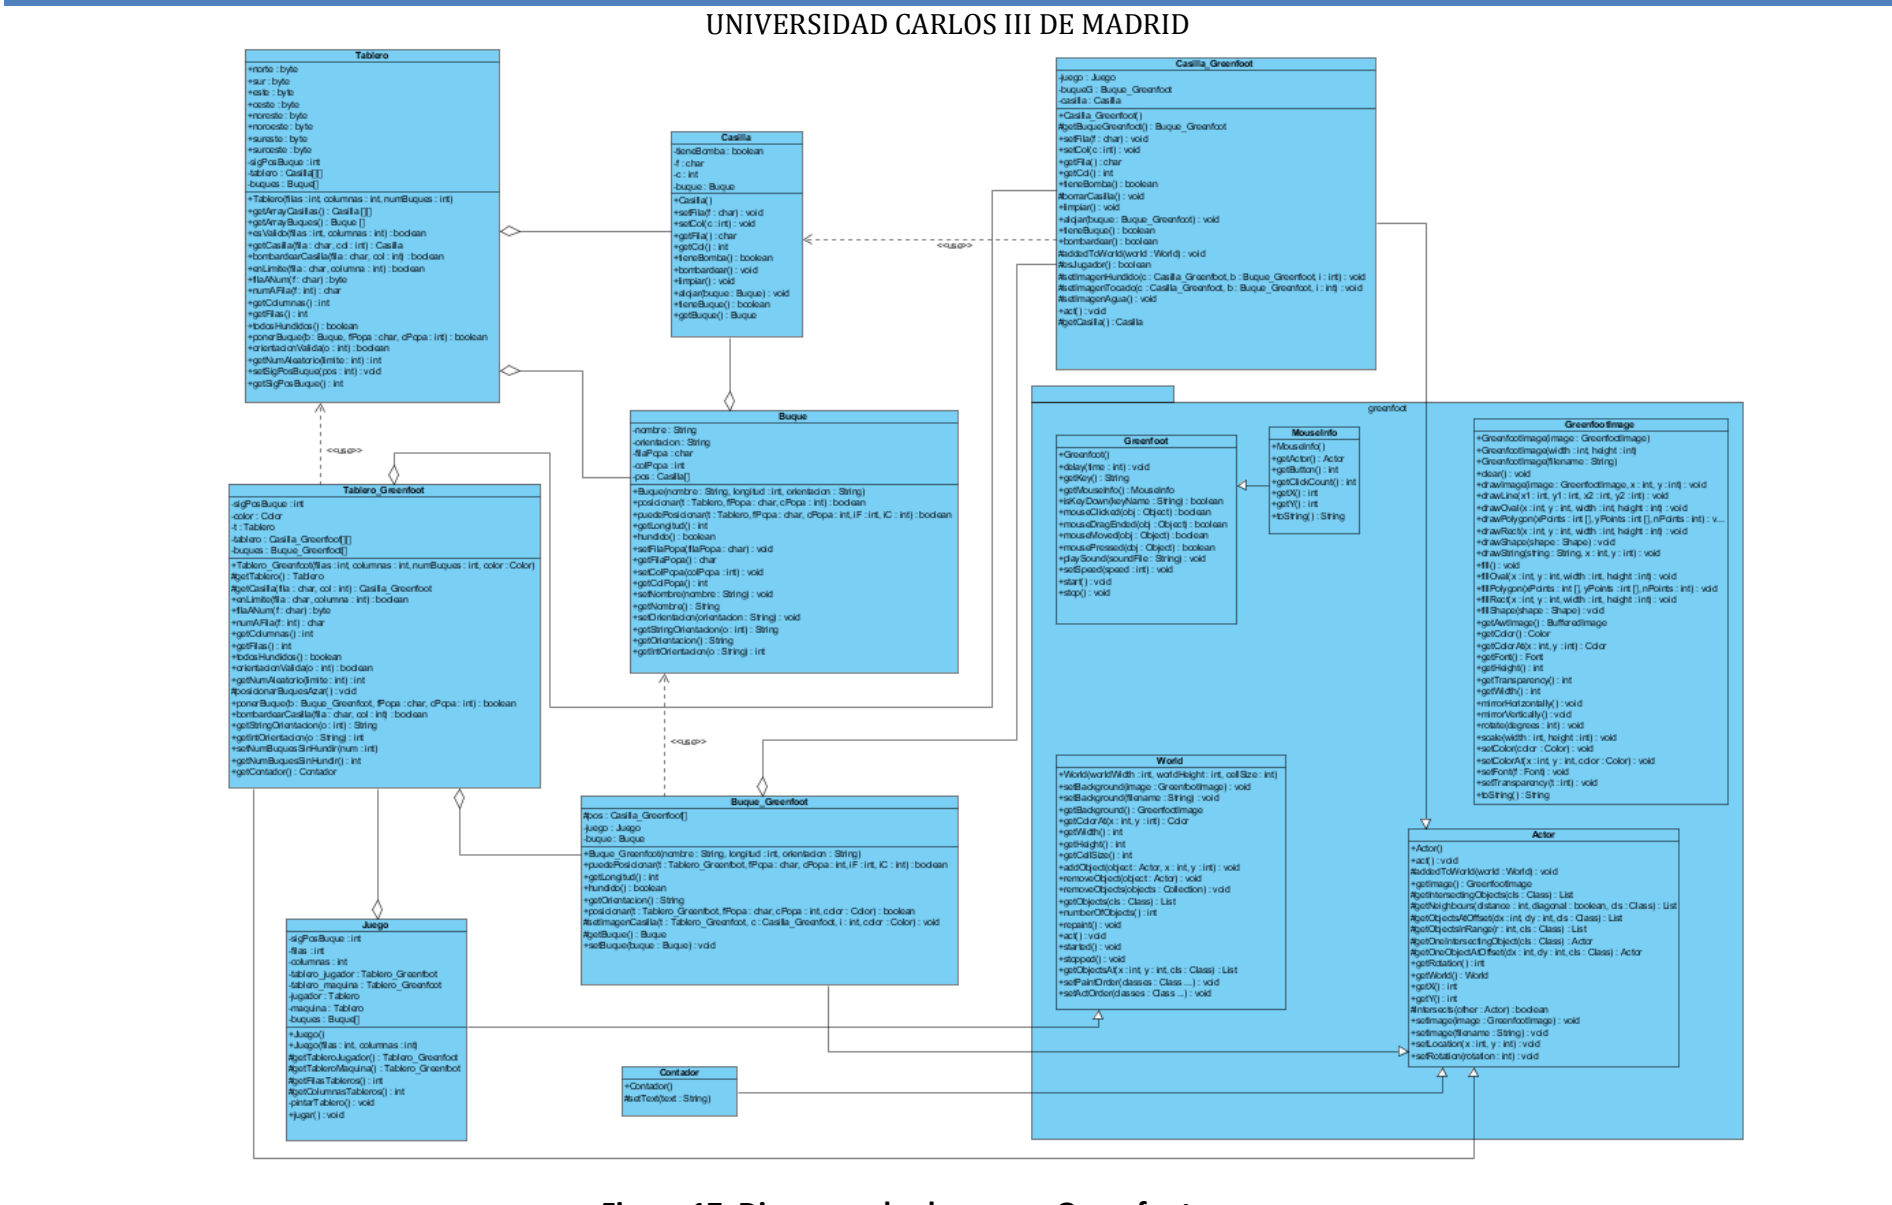 UNIVERSIDAD CARLOS III DE MADRID
Tablero
+norte : byte
+sur : byte
+este : byte
+oeste : byte
+noreste : byte
+noroeste : byte
+sureste : byte
+suroeste : byte
-sigPosBuque : int
-tablero : Casilla[][]
-buques : Buque[]
+Tablero(filas : int, columnas : int, numBuques : int)
+getArrayCasillas() : Casilla [][]
+getArrayBuques() : Buque []
+esValido(filas : int, columnas : int) : boolean
+getCasilla(fila : char, col : int) : Casilla
+bombardearCasilla(fila : char, col : int) : boolean
+enLimite(fila : char, columna : int) : boolean
+filaANum(f : char) : byte
+numAFila(f : int) : char
+getColumnas() : int
+getFilas() : int
+todosHundidos() : boolean
+ponerBuque(b : Buque, fPopa : char, cPopa : int) : boolean
+orientacionValida(o : int) : boolean
+getNumAleatorio(limite : int) : int
+setSigPosBuque(pos : int) : void
+getSigPosBuque() : int
Casilla
-tieneBomba : boolean
-f : char
-c : int
-buque : Buque
+Casilla()
+setFila(f : char) : void
+setCol(c : int) : void
+getFila() : char
+getCol() : int
+tieneBomba() : boolean
+bombardear() : void
+limpiar() : void
+alojar(buque : Buque) : void
+tieneBuque() : boolean
+getBuque() : Buque
Casilla_Greenfoot
-juego : Juego
-buqueG : Buque_Greenfoot
-casilla : Casilla
+Casilla_Greenfoot()
#getBuqueGreenfoot() : Buque_Greenfoot
+setFila(f : char) : void
+setCol(c : int) : void
+getFila() : char
+getCol() : int
+tieneBomba() : boolean
#borrarCasilla() : void
+limpiar() : void
+alojar(buque : Buque_Greenfoot) : void
+tieneBuque() : boolean
+bombardear() : boolean
#addedToWorld(world : World) : void
#esJugador() : boolean
#setImagenHundido(c : Casilla_Greenfoot, b : Buque_Greenfoot, i : int) : void
#setImagenTocado(c : Casilla_Greenfoot, b : Buque_Greenfoot, i : int) : void
#setImagenAgua() : void
+act() : void
#getCasilla() : Casilla
<<use>>
<<use>>
<<use>>
Buque
-nombre : String
-orientacion : String
-filaPopa : char
-colPopa : int
-pos : Casilla[]
+Buque(nombre : String, longitud : int, orientacion : String)
+posicionar(t : Tablero, fPopa : char, cPopa : int) : boolean
+puedePosicionar(t : Tablero, fPopa : char, cPopa : int, iF : int, iC : int) : boolean
+getLongitud() : int
+hundido() : boolean
+setFilaPopa(filaPopa : char) : void
+getFilaPopa() : char
+setColPopa(colPopa : int) : void
+getColPopa() : int
+setNombre(nombre : String) : void
+getNombre() : String
+setOrientacion(orientacion : String) : void
+getStringOrientacion(o : int) : String
+getOrientacion() : String
+getIntOrientacion(o : String) : int
Tablero_Greenfoot
-sigPosBuque : int
-color : Color
-t : Tablero
-tablero : Casilla_Greenfoot[][]
-buques : Buque_Greenfoot[]
+Tablero_Greenfoot(filas : int, columnas : int, numBuques : int, color : Color)
#getTablero() : Tablero
#getCasilla(fila : char, col : int) : Casilla_Greenfoot
+enLimite(fila : char, columna : int) : boolean
+filaANum(f : char) : byte
+numAFila(f : int) : char
+getColumnas() : int
+getFilas() : int
+todosHundidos() : boolean
+orientacionValida(o : int) : boolean
+getNumAleatorio(limite : int) : int
#posicionarBuquesAzar() : void
+ponerBuque(b : Buque_Greenfoot, fPopa : char, cPopa : int) : boolean
+bombardearCasilla(fila : char, col : int) : boolean
+getStringOrientacion(o : int) : String
+getIntOrientacion(o : String) : int
+setNumBuquesSinHundir(num : int)
+getNumBuquesSinHundir() : int
+getContador() : Contador
Buque_Greenfoot
#pos : Casilla_Greenfoot[]
-juego : Juego
-buque : Buque
+Buque_Greenfoot(nombre : String, longitud : int, orientacion : String)
+puedePosicionar(t : Tablero_Greenfoot, fPopa : char, cPopa : int, iF : int, iC : int) : boolean
+getLongitud() : int
+hundido() : boolean
+getOrientacion() : String
+posicionar(t : Tablero_Greenfoot, fPopa : char, cPopa : int, color : Color) : boolean
#setImagenCasilla(t : Tablero_Greenfoot, c : Casilla_Greenfoot, i : int, color : Color) : void
#getBuque() : Buque
+setBuque(buque : Buque) : void
Juego
-sigPosBuque : int
-filas : int
-columnas : int
-tablero_jugador : Tablero_Greenfoot
-tablero_maquina : Tablero_Greenfoot
-jugador : Tablero
-maquina : Tablero
-buques : Buque[]
+Juego()
+Juego(filas : int, columnas : int)
#getTableroJugador() : Tablero_Greenfoot
#getTableroMaquina() : Tablero_Greenfoot
#getFilasTableros() : int
#getColumnasTableros() : int
-pintarTablero() : void
+jugar() : void
Contador
+Contador()
#setText(text : String)
greenfoot
Greenfoot
+Greenfoot()
+delay(time : int) : void
+getKey() : String
+getMouseInfo() : MouseInfo
+isKeyDown(keyName : String) : boolean
+mouseClicked(obj : Object) : boolean
+mouseDragEnded(obj : Object) : boolean
+mouseMoved(obj : Object) : boolean
+mousePressed(obj : Object) : boolean
+playSound(soundFile : String) : void
+setSpeed(speed : int) : void
+start() : void
+stop() : void
MouseInfo
+MouseInfo()
+getActor() : Actor
+getButton() : int
+getClickCount() : int
+getX() : int
+getY() : int
+toString() : String
GreenfootImage
+GreenfootImage(image : GreenfootImage)
+GreenfootImage(width : int, height : int)
+GreenfootImage(filename : String)
+clear() : void
+drawImage(image : GreenfootImage, x : int, y : int) : void
+drawLine(x1 : int, y1 : int, x2 : int, y2 : int) : void
+drawOval(x : int, y : int, width : int, height : int) : void
+drawPolygon(xPoints : int [], yPoints : int [], nPoints : int) : v...
+drawRect(x : int, y : int, width : int, height : int) : void
+drawShape(shape : Shape) : void
+drawString(string : String, x : int, y : int) : void
+fill() : void
+fillOval(x : int, y : int, width : int, height : int) : void
+fillPolygon(xPoints : int [], yPoints : int [], nPoints : int) : void
+fillRect(x : int, y : int, width : int, height : int) : void
+fillShape(shape : Shape) : void
+getAwtImage() : BufferedImage
+getColor() : Color
+getColorAt(x : int, y : int) : Color
+getFont() : Font
+getHeight() : int
+getTransparency() : int
+getWidth() : int
+mirrorHorizontally() : void
+mirrorVertically() : void
+rotate(degrees : int) : void
+scale(width : int, height : int) : void
+setColor(color : Color) : void
+setColorAt(x : int, y : int, color : Color) : void
+setFont(f : Font) : void
+setTransparency(t : int) : void
+toString() : String
World
+World(worldWidth : int, worldHeight : int, cellSize : int)
+setBackground(image : GreenfootImage) : void
+setBackground(filename : String) : void
+getBackground() : GreenfootImage
+getColorAt(x : int, y : int) : Color
+getWidth() : int
+getHeight() : int
+getCellSize() : int
+addObject(object : Actor, x : int, y : int) : void
+removeObject(object : Actor) : void
+removeObjects(objects : Collection) : void
+getObjects(cls : Class) : List
+numberOfObjects() : int
+repaint() : void
+act() : void
+started() : void
+stopped() : void
+getObjectsAt(x : int, y : int, cls : Class) : List
+setPaintOrder(classes : Class ...) : void
+setActOrder(classes : Class ...) : void
Actor
+Actor()
+act() : void
#addedToWorld(world : World) : void
+getImage() : GreenfootImage
#getIntersectingObjects(cls : Class) : List
#getNeighbours(distance : int, diagonal : boolean, cls : Class) : List
#getObjectsAtOffset(dx : int, dy : int, cls : Class) : List
#getObjectsInRange(r : int, cls : Class) : List
#getOneIntersectingObject(cls : Class) : Actor
#getOneObjectAtOffset(dx : int, dy : int, cls : Class) : Actor
+getRotation() : int
+getWorld() : World
+getX() : int
+getY() : int
#intersects(other : Actor) : boolean
+setImage(image : GreenfootImage) : void
+setImage(filename : String) : void
+setLocation(x : int, y : int) : void
+setRotation(rotation : int) : void